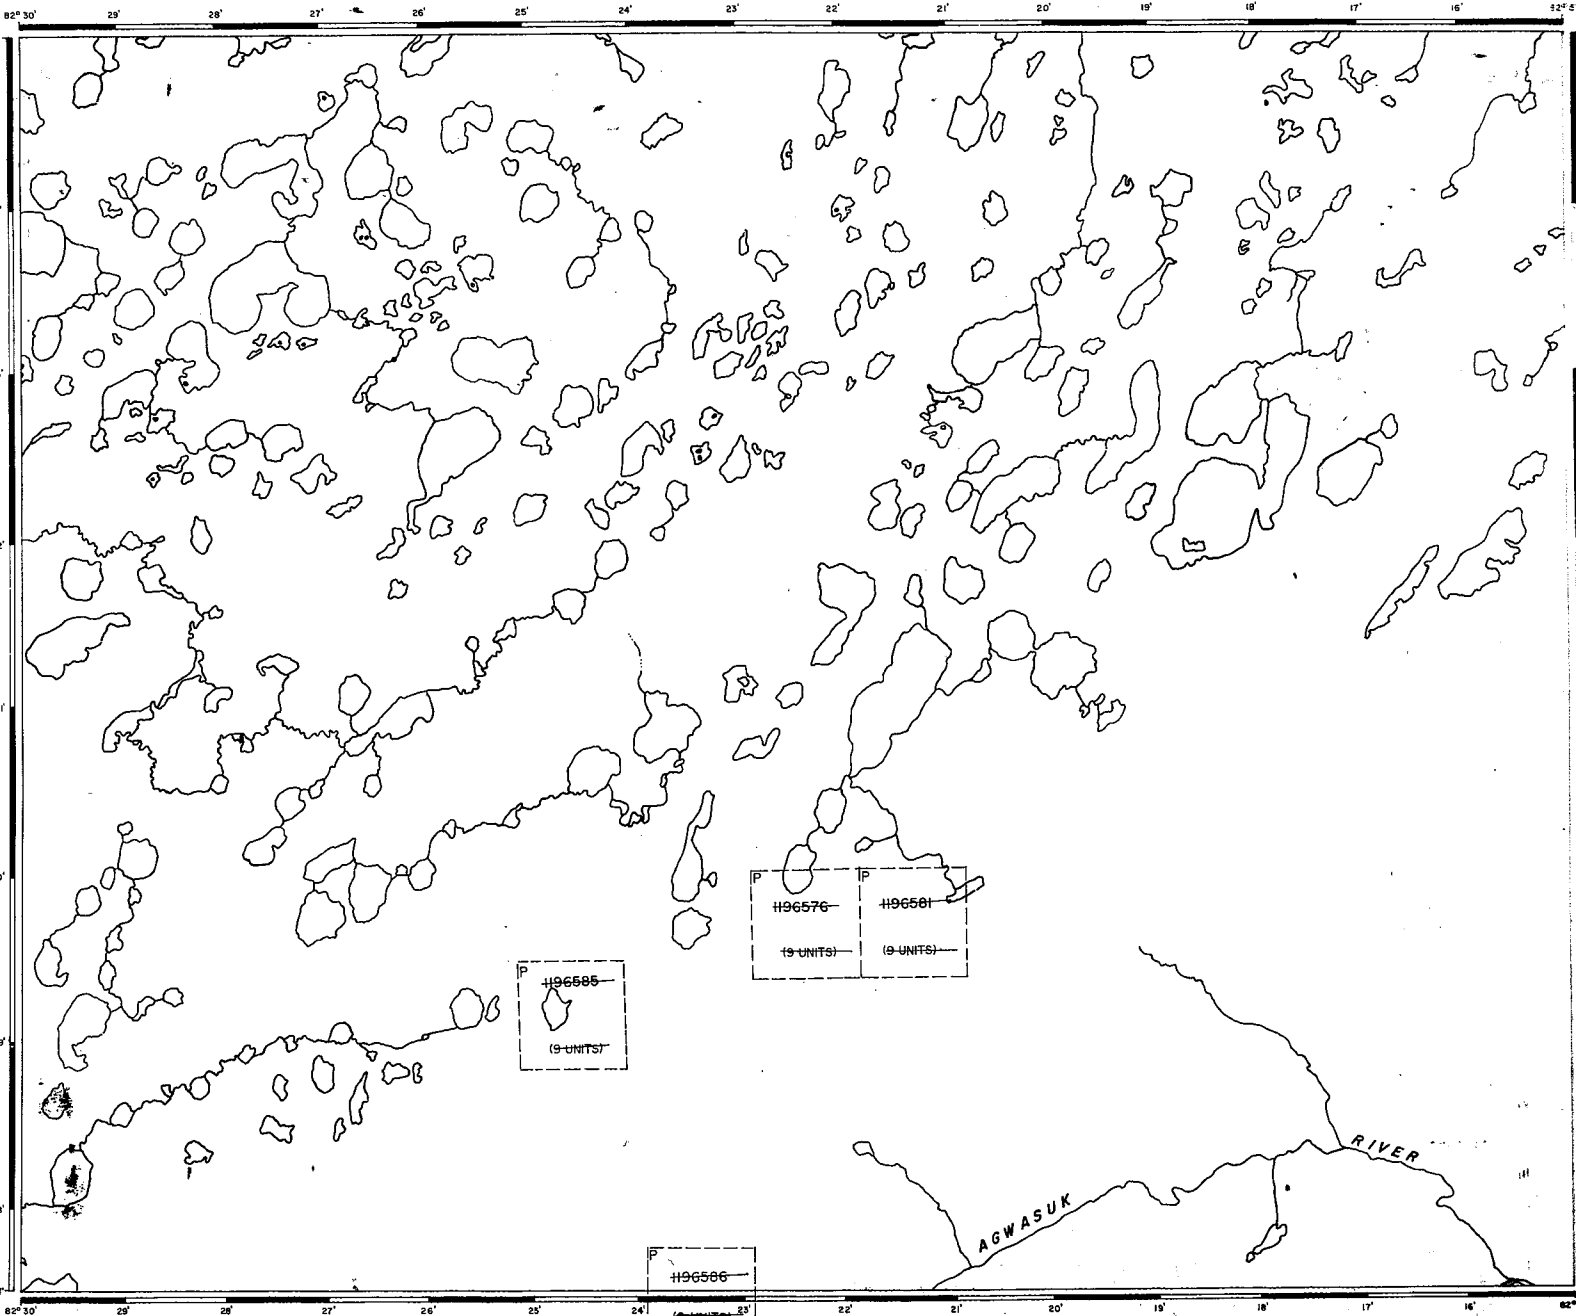 82°30' 29' 28' 27' 26' 25' 24' 23' 22' 21' 20' 19' 18' 17' 16'
P P
1196576 1196581
(9 UNITS) (9 UNITS)
P
1196585
(9 UNITS)
RIVER
AGWASUK
P
1196586
82°30' 29' 28' 27' 26' 25' 24' 23' 22' 21' 20' 19' 18' 17' 16'